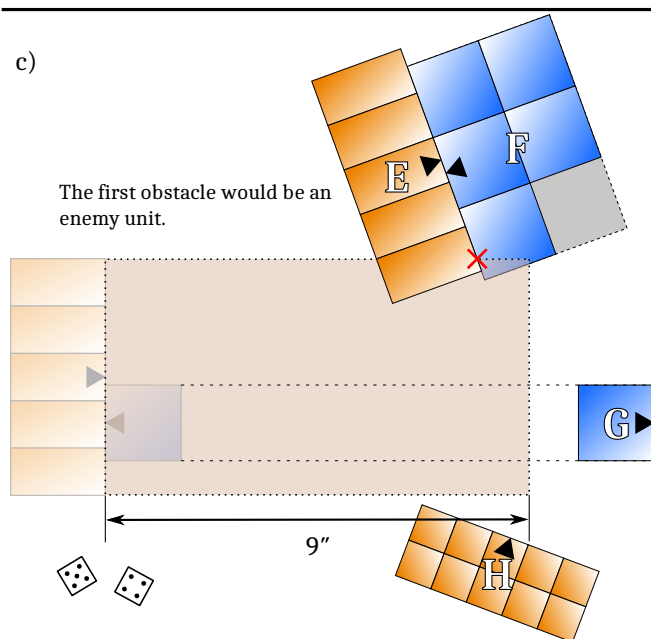 c)
F
E
The first obstacle would be an
enemy unit.
G
9″
H